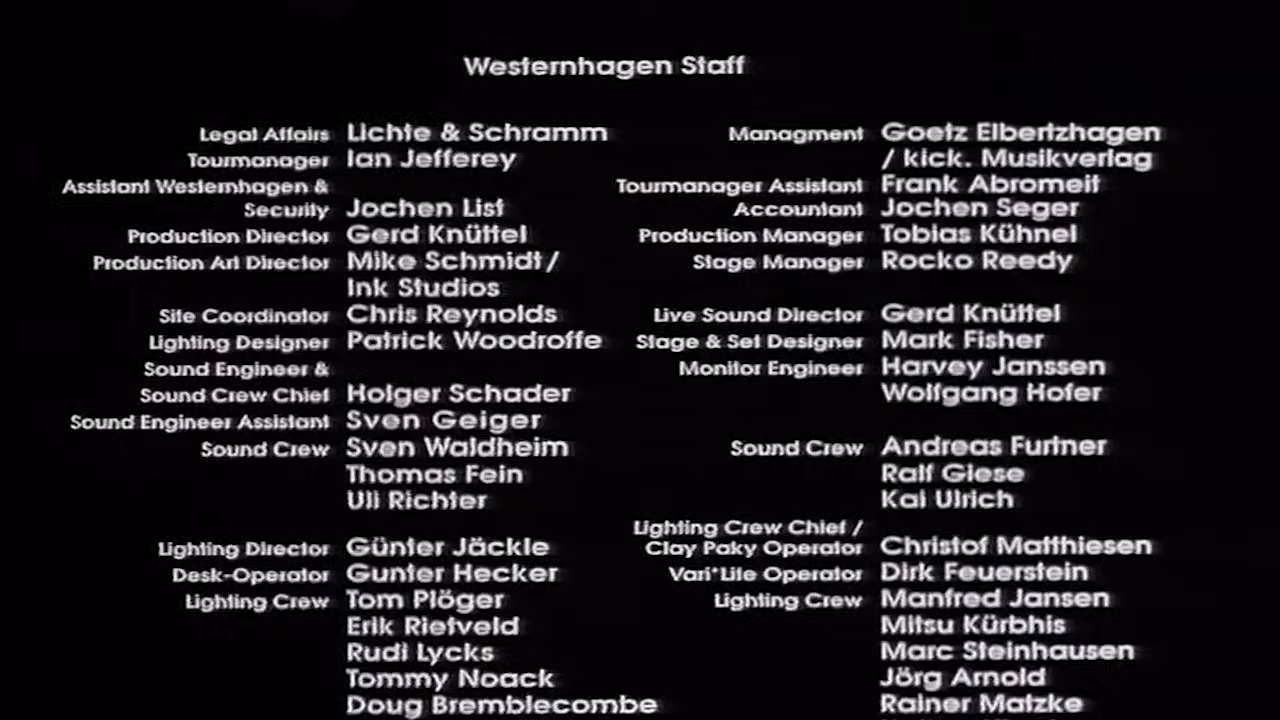 Westernhagen Staff
Legal Affairs Lichte & Schramm
Tourmanager Ian Jefferey
Assistant Westernhagen &
Security Jochen List
Production Director Gerd Knüttel
Production Art Director Mike Schmidt /
Ink Studios
Site Coordinator Chris Reynolds
Lighting Designer Patrick Woodroffe
Sound Engineer &
Sound Crew Chief Holger Schader
Sound Engineer Assistant Sven Geiger
Sound Crew Sven Waldheim
Thomas Fein
Uli Richter
Lighting Director Günter Jäckle
Desk-Operator Gunter Hecker
Lighting Crew Tom Plöger
Erik Rietveld
Rudi Lycks
Tommy Noack
Doug Bremblecombe
Managment Goetz Elbertzhagen
/ kick. Musikverlag
Tourmanager Assistant Frank Abromeit
Accountant Jochen Seger
Production Manager Tobias Kühnel
Stage Manager Rocko Reedy
Live Sound Director Gerd Knüttel
Stage & Set Designer Mark Fisher
Monitor Engineer Harvey Janssen
Wolfgang Hofer
Sound Crew Andreas Furtner
Ralf Giese
Kai Ulrich
Lighting Crew Chief /
Clay Paky Operator Christof Matthiesen
Vari*Lite Operator Dirk Feuerstein
Lighting Crew Manfred Jansen
Mitsu Kürbhis
Marc Steinhausen
Jörg Arnold
Rainer Matzke